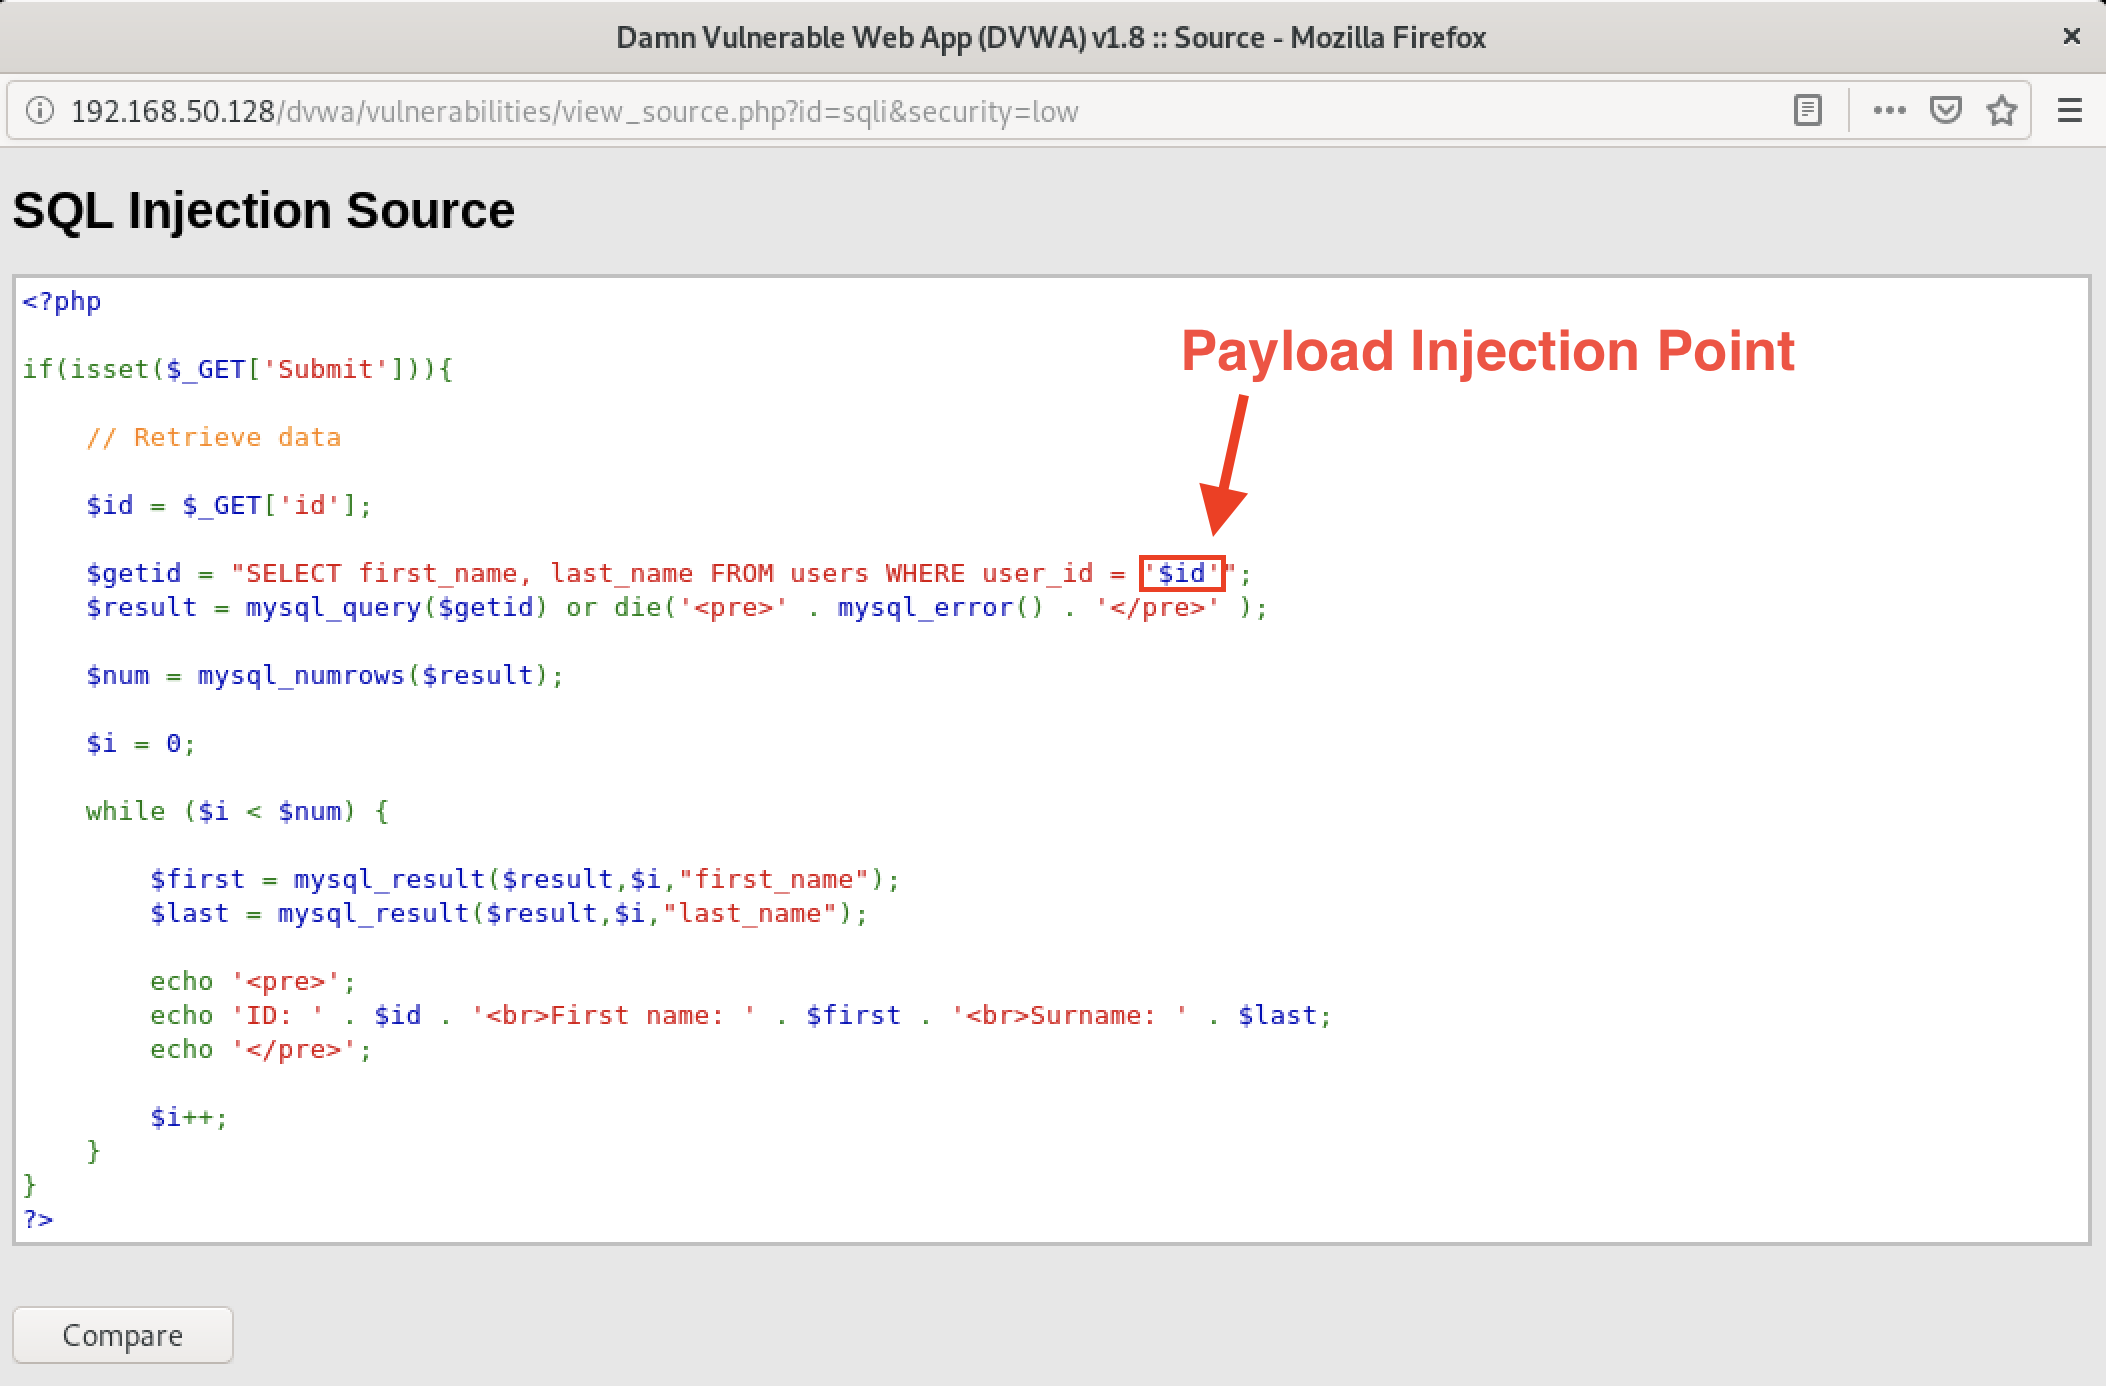 Damn Vulnerable Web App (DVWA) v1.8 :: Source - Mozilla Firefox
192.168.50.128/dvwa/vulnerabilities/view_source.php?id=sqli&security=low
SQL Injection Source
<?php
Payload Injection Point
if(isset($_GET['Submit'])){
// Retrieve data
$id = $_GET['id'];
$getid = "SELECT first_name, last_name FROM users WHERE user_id = '$id'";
$result = mysql_query($getid) or die('<pre>' . mysql_error() . '</pre>' );
$num = mysql_numrows($result);
$i = 0;
while ($i < $num) {
$first = mysql_result($result,$i,"first_name");
$last = mysql_result($result,$i,"last_name");
echo '<pre>';
echo 'ID: ' . $id . '<br>First name: ' . $first . '<br>Surname: ' . $last;
echo '</pre>';
$i++;
}
}
?>
Compare